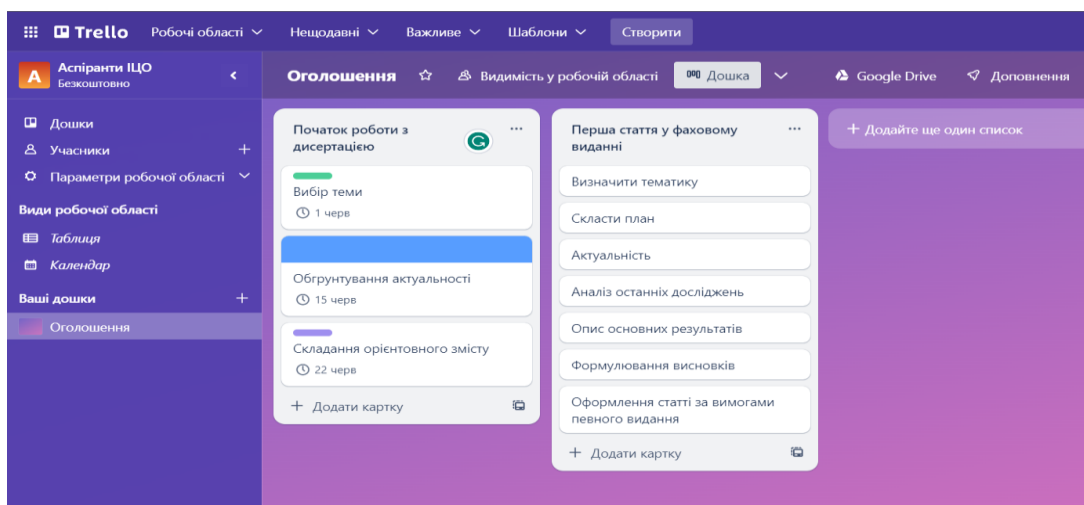 Trello Робочі області Нещодавні Важливе Шаблони Створити
А Аспіранти ІЦО
Безкоштовно
Дошки
Учасники +
Параметри робочої області
Види робочої області
Таблиця
Календар
Ваші дошки +
Оголошення
Оголошення Видимість у робочій області Дошка Google Drive Доповнення
Початок роботи з
дисертацією
Вибір теми
1 черв
Обгрунтування актуальності
15 черв
Складання орієнтовного змісту
22 черв
+ Додати картку
Перша стаття у фаховому
виданні
Визначити тематику
Скласти план
Актуальність
Аналіз останніх досліджень
Опис основних результатів
Формулювання висновків
Оформлення статті за вимогами
певного видання
+ Додати картку
+ Додайте ще один список